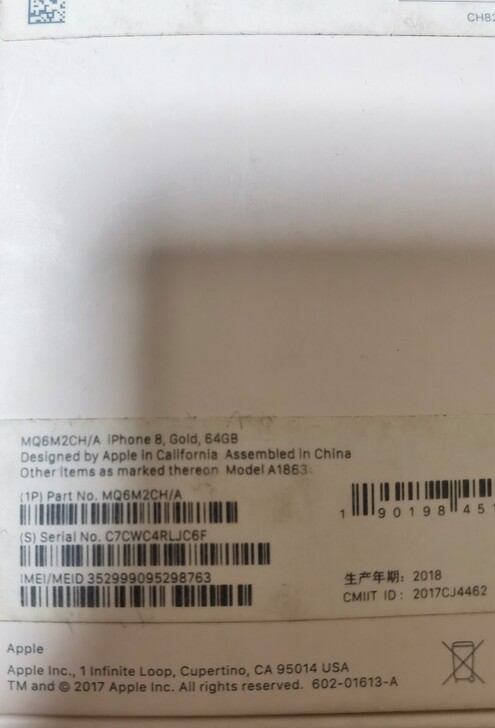 CH82
MQ6M2CH/A iPhone 8, Gold, 64GB
Designed by Apple in California Assembled in China
Other items as marked thereon Model A1863
(1P) Part No. MQ6M2CH/A
(S) Serial No. C7CWC4RLJC6F
IMEI/MEID 352999095298763
1 90198 451
生产年期: 2018
CMIIT ID: 2017CJ4462
Apple
Apple Inc., 1 Infinite Loop, Cupertino, CA 95014 USA
TM and © 2017 Apple Inc. All rights reserved. 602-01613-A